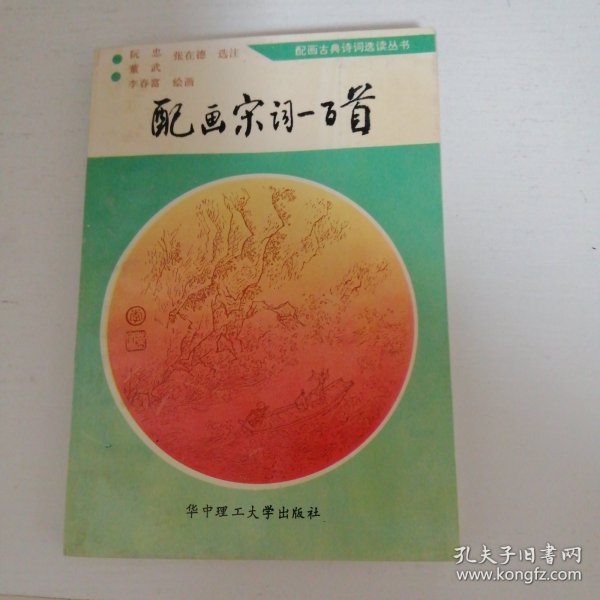 阮忠 张在德 选注
董武
李春富 绘画
配画古典诗词选读丛书
配画宋词一百首
华中理工大学出版社
孔夫子旧书网
www.kongfz.com